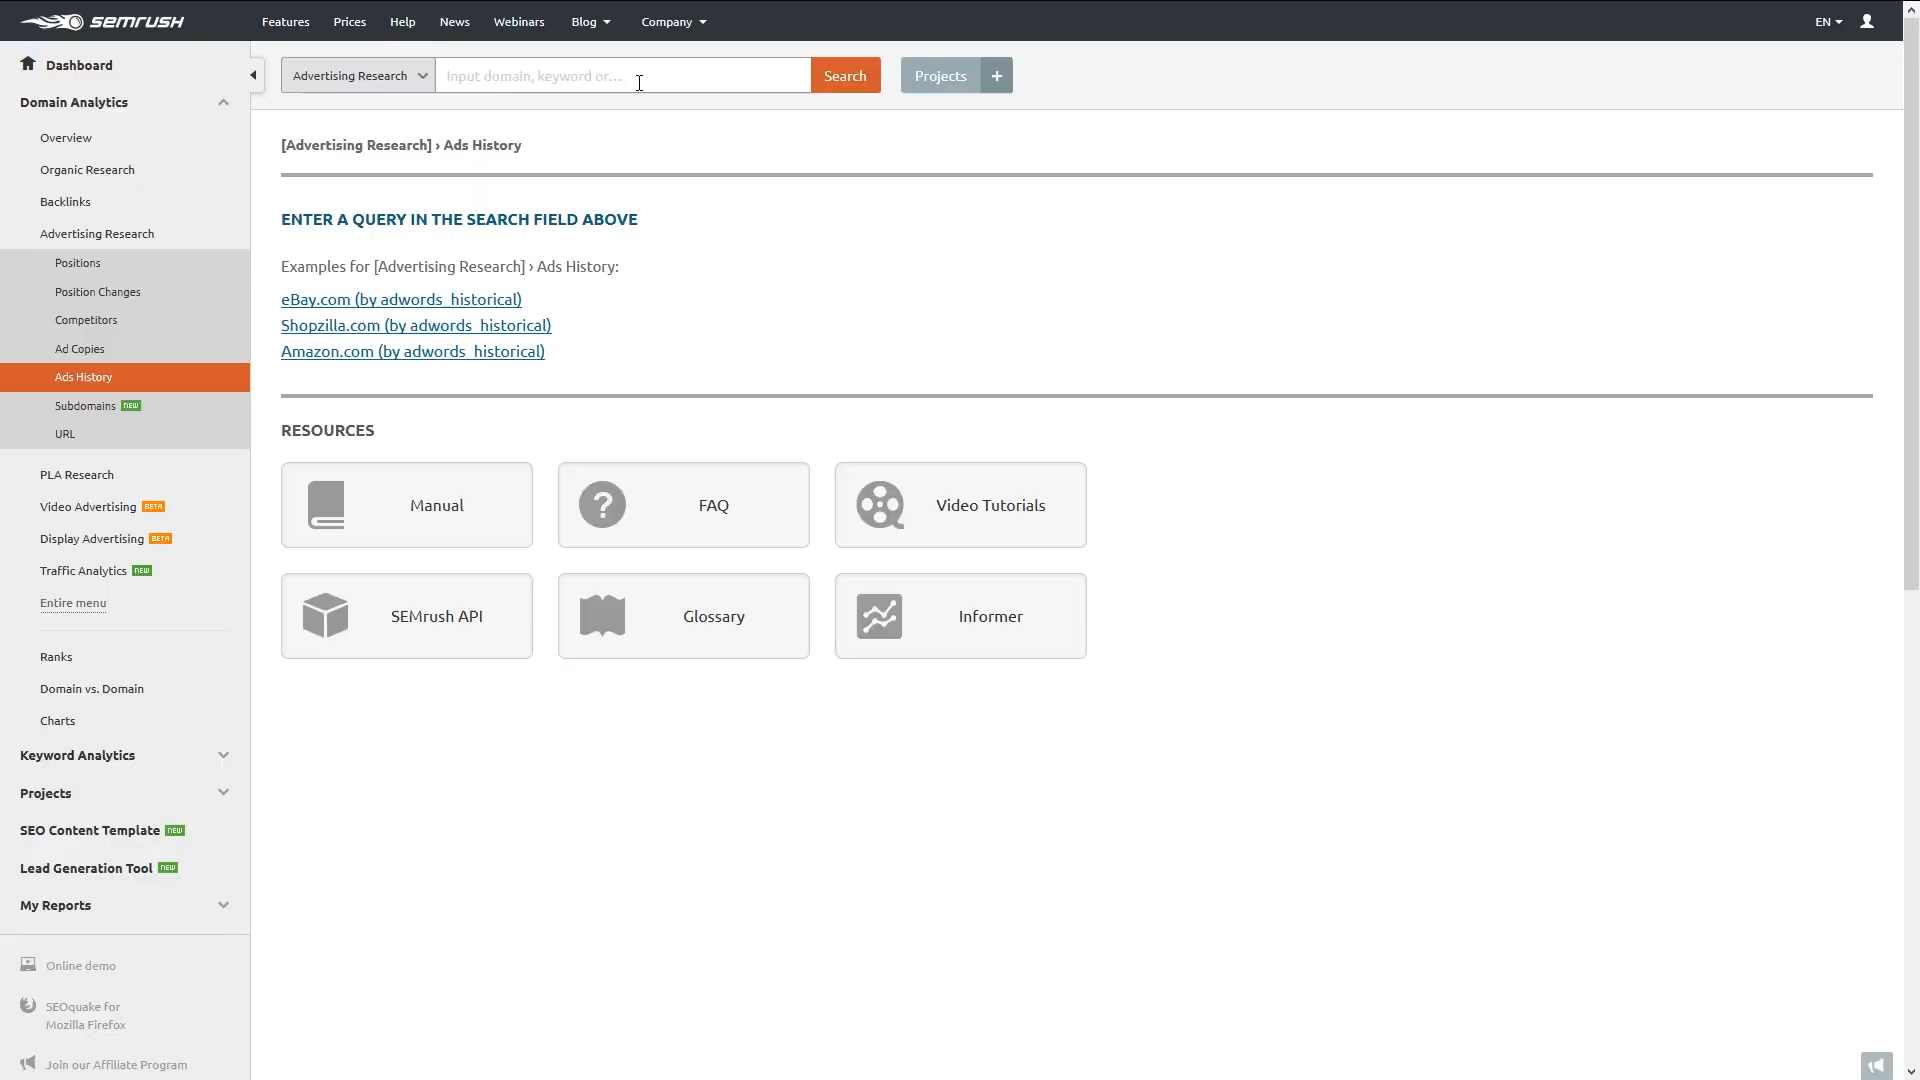 SEMRUSH
Features Prices Help News Webinars Blog Company EN
Dashboard
Domain Analytics
Overview
Organic Research
Backlinks
Advertising Research
Positions
Position Changes
Competitors
Ad Copies
Ads History
Subdomains NEW
URL
PLA Research
Video Advertising BETA
Display Advertising BETA
Traffic Analytics NEW
Entire menu
Ranks
Domain vs. Domain
Charts
Keyword Analytics
Projects
SEO Content Template NEW
Lead Generation Tool NEW
My Reports
Online demo
SEOquake for
Mozilla Firefox
Join our Affiliate Program
Advertising Research Input domain, keyword or... Search Projects +
[Advertising Research] › Ads History
ENTER A QUERY IN THE SEARCH FIELD ABOVE
Examples for [Advertising Research] › Ads History:
eBay.com (by adwords_historical)
Shopzilla.com (by adwords_historical)
Amazon.com (by adwords_historical)
RESOURCES
Manual ? FAQ Video Tutorials
SEMrush API Glossary Informer